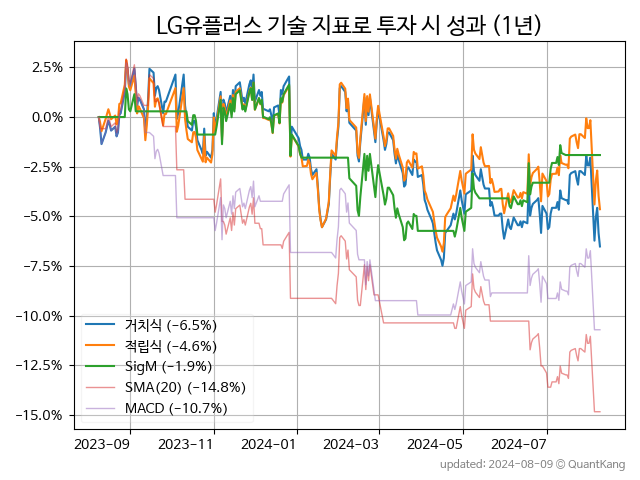 LG유플러스 기술 지표로 투자 시 성과 (1년)
2.5%
0.0%
−2.5%
−5.0%
−7.5%
−10.0%
−12.5%
−15.0%
거치식 (−6.5%)
적립식 (−4.6%)
SigM (−1.9%)
SMA(20) (−14.8%)
MACD (−10.7%)
2023-09 2023-11 2024-01 2024-03 2024-05 2024-07
updated: 2024-08-09 © QuantKang